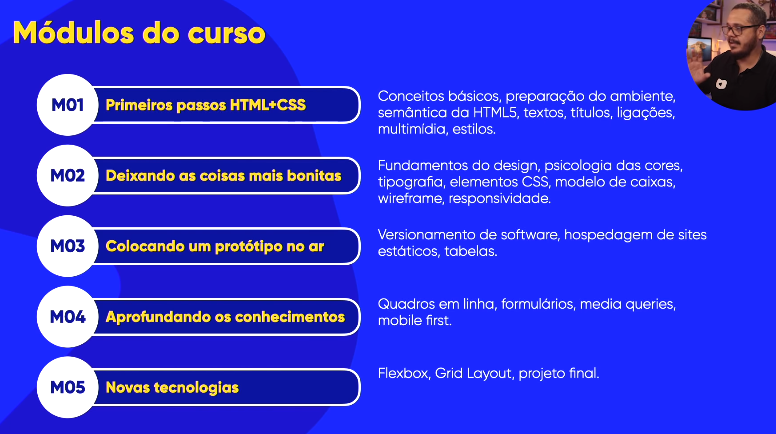 Módulos do curso
M01
Primeiros passos HTML+CSS
Conceitos básicos, preparação do ambiente,
semântica da HTML5, textos, títulos, ligações,
multimídia, estilos.
M02
Deixando as coisas mais bonitas
Fundamentos do design, psicologia das cores,
tipografia, elementos CSS, modelo de caixas,
wireframe, responsividade.
M03
Colocando um protótipo no ar
Versionamento de software, hospedagem de sites
estáticos, tabelas.
M04
Aprofundando os conhecimentos
Quadros em linha, formulários, media queries,
mobile first.
M05
Novas tecnologias
Flexbox, Grid Layout, projeto final.